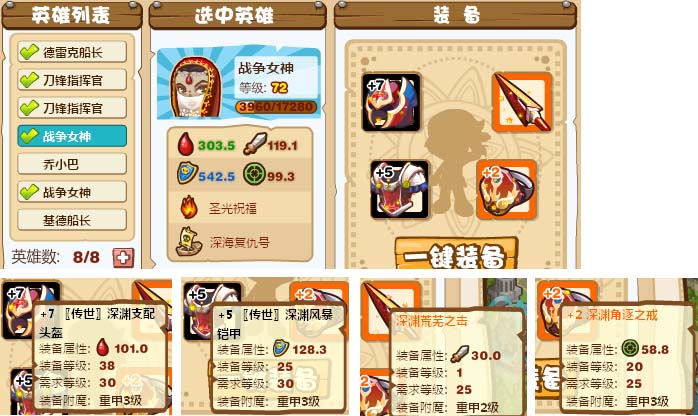 英雄列表
德雷克船长
刀锋指挥官
刀锋指挥官
战争女神
乔小巴
战争女神
基德船长
英雄数: 8/8
选中英雄
战争女神
等级: 72
3960/17280
303.5 119.1
542.5 99.3
圣光祝福
深海复仇号
装 备
+7
+5 +2
一键装备
+7
+7 〖传世〗深渊支配
头盔
装备属性: 101.0
装备等级: 38
需求等级: 30
装备附魔: 重甲3级
+5
+5 〖传世〗深渊风暴
铠甲
装备属性: 128.3
装备等级: 25
需求等级: 30
装备附魔: 重甲3级
深渊荒芜之击
装备属性: 30.0
装备等级: 1
需求等级: 25
装备附魔: 重甲2级
+2
+2 深渊角逐之戒
装备属性: 58.8
装备等级: 20
需求等级: 25
装备附魔: 重甲3级